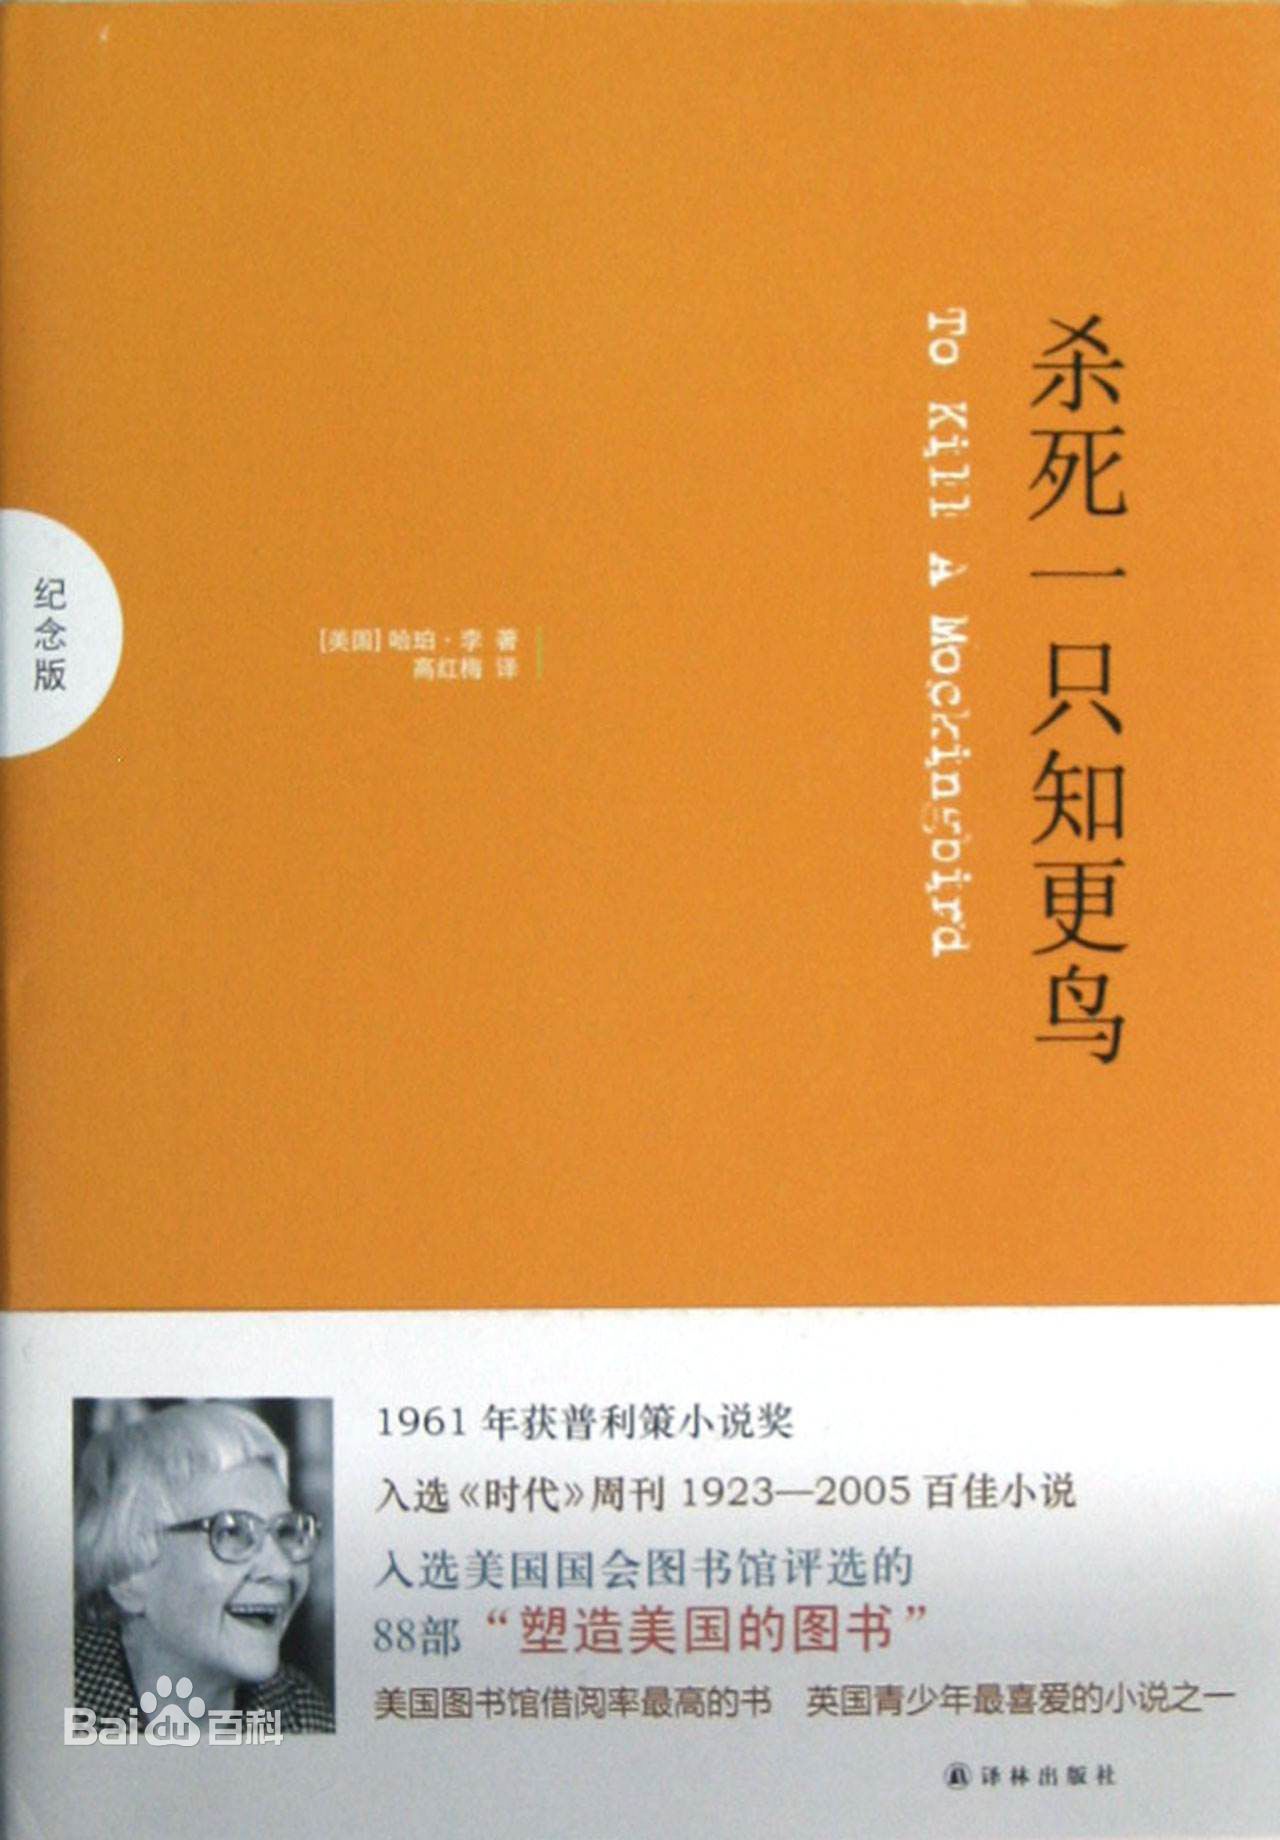 杀死一只知更鸟
To Kill A Mockingbird
纪念版
[美国] 哈珀·李 著
高红梅 译
1961 年获普利策小说奖
入选《时代》周刊 1923—2005 百佳小说
入选美国国会图书馆评选的
88部“塑造美国的图书”
美国图书馆借阅率最高的书 英国青少年最喜爱的小说之一
Baidu百科
译林出版社